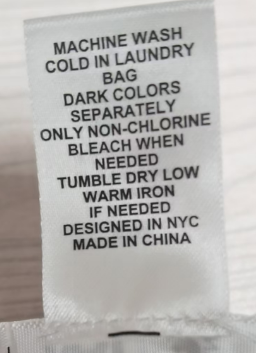 MACHINE WASH
COLD IN LAUNDRY
BAG
DARK COLORS
SEPARATELY
ONLY NON-CHLORINE
BLEACH WHEN
NEEDED
TUMBLE DRY LOW
WARM IRON
IF NEEDED
DESIGNED IN NYC
MADE IN CHINA